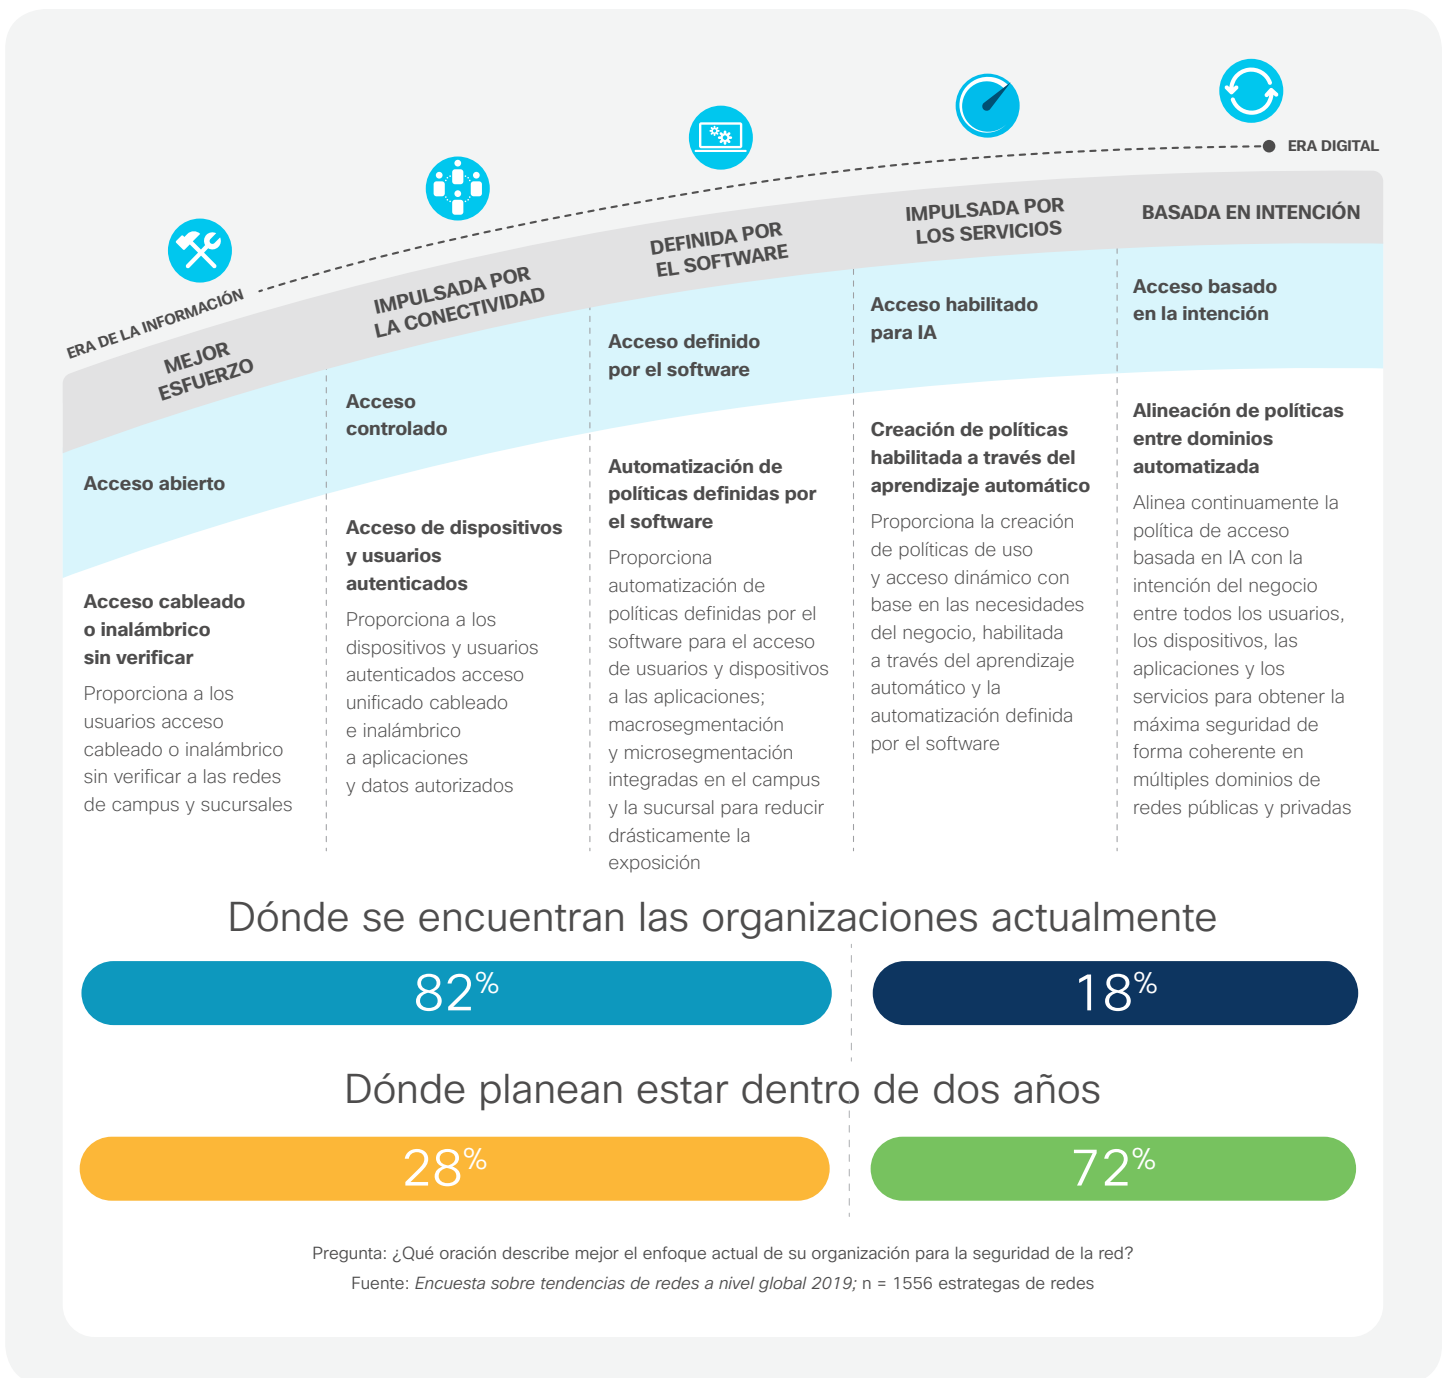 ERA DE LA INFORMACIÓN
ERA DIGITAL
MEJOR
ESFUERZO
Acceso abierto
Acceso cableado
o inalámbrico
sin verificar
Proporciona a los
usuarios acceso
cableado o inalámbrico
sin verificar a las redes
de campus y sucursales
IMPULSADA POR
LA CONECTIVIDAD
Acceso
controlado
Acceso de dispositivos
y usuarios
autenticados
Proporciona a los
dispositivos y usuarios
autenticados acceso
unificado cableado
e inalámbrico
a aplicaciones
y datos autorizados
DEFINIDA POR
EL SOFTWARE
Acceso definido
por el software
Automatización de
políticas definidas por
el software
Proporciona
automatización de
políticas definidas por el
software para el acceso
de usuarios y dispositivos
a las aplicaciones;
macrosegmentación
y microsegmentación
integradas en el campus
y la sucursal para reducir
drásticamente la
exposición
IMPULSADA POR
LOS SERVICIOS
Acceso habilitado
para IA
Creación de políticas
habilitada a través del
aprendizaje automático
Proporciona la creación
de políticas de uso
y acceso dinámico con
base en las necesidades
del negocio, habilitada
a través del aprendizaje
automático y la
automatización definida
por el software
BASADA EN INTENCIÓN
Acceso basado
en la intención
Alineación de políticas
entre dominios
automatizada
Alinea continuamente la
política de acceso
basada en IA con la
intención del negocio
entre todos los usuarios,
los dispositivos, las
aplicaciones y los
servicios para obtener la
máxima seguridad de
forma coherente en
múltiples dominios de
redes públicas y privadas
Dónde se encuentran las organizaciones actualmente
82%
18%
Dónde planean estar dentro de dos años
28%
72%
Pregunta: ¿Qué oración describe mejor el enfoque actual de su organización para la seguridad de la red?
Fuente: Encuesta sobre tendencias de redes a nivel global 2019; n = 1556 estrategas de redes